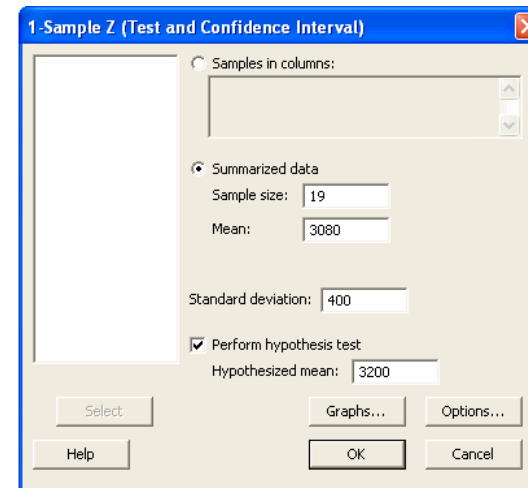 1-Sample Z (Test and Confidence Interval)
Samples in columns:
Summarized data
Sample size: 19
Mean: 3080
Standard deviation: 400
Perform hypothesis test
Hypothesized mean: 3200
Select
Graphs...
Options...
Help
OK
Cancel